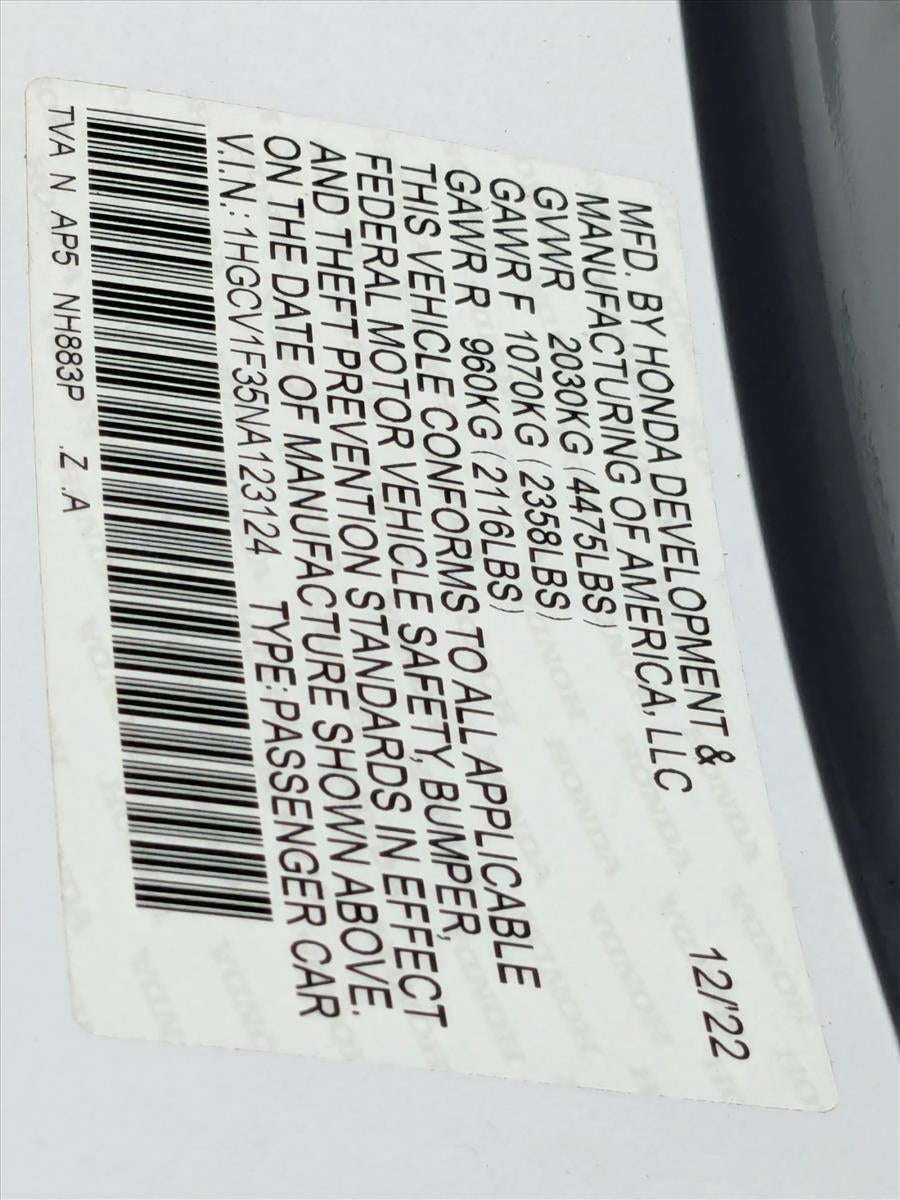 MFD. BY HONDA DEVELOPMENT &
MANUFACTURING OF AMERICA, LLC 12/'22
GVWR 2030KG (4475LBS)
GAWR F 1070KG (2358LBS)
GAWR R 960KG (2116LBS)
THIS VEHICLE CONFORMS TO ALL APPLICABLE
FEDERAL MOTOR VEHICLE SAFETY, BUMPER,
AND THEFT PREVENTION STANDARDS IN EFFECT
ON THE DATE OF MANUFACTURE SHOWN ABOVE.
V.I.N.: 1HGCV1F35NA123124 TYPE: PASSENGER CAR
TVA N AP5 NH883P .Z .A